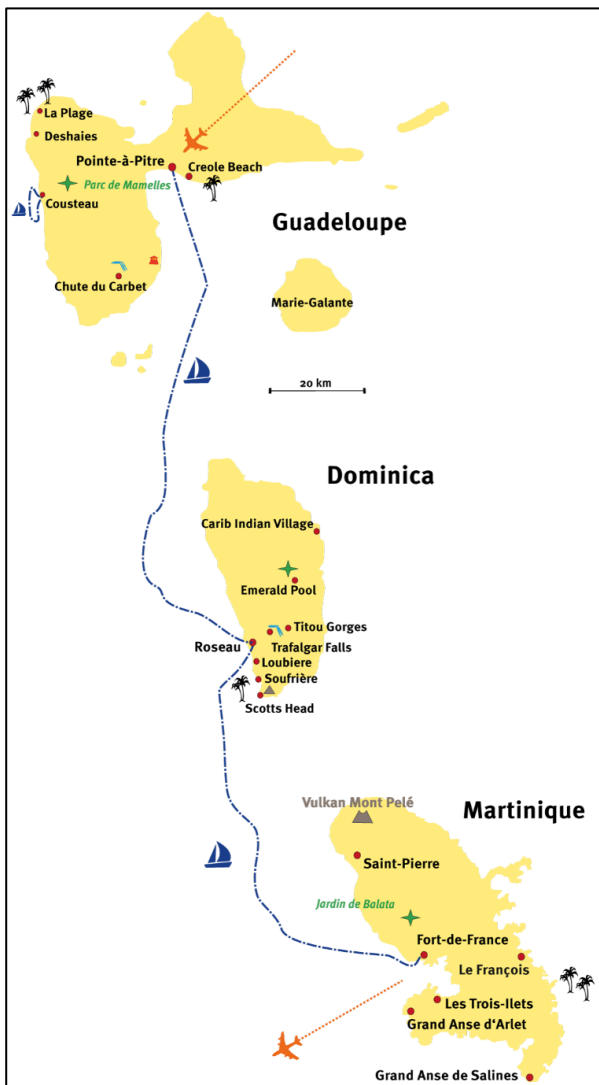 La Plage
Deshaies
Pointe-à-Pitre
Creole Beach
Parc de Mamelles
Cousteau
Guadeloupe
Chute du Carbet
Marie-Galante
20 km
Dominica
Carib Indian Village
Emerald Pool
Titou Gorges
Roseau
Trafalgar Falls
Loubiere
Soufrière
Scotts Head
Vulkan Mont Pelé
Martinique
Saint-Pierre
Jardin de Balata
Fort-de-France
Le François
Les Trois-Ilets
Grand Anse d'Arlet
Grand Anse de Salines